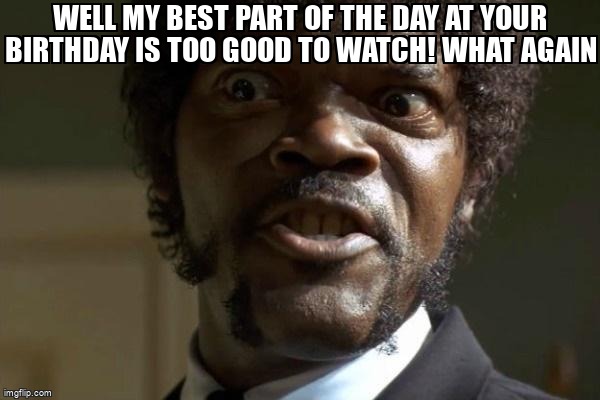 WELL MY BEST PART OF THE DAY AT YOUR
BIRTHDAY IS TOO GOOD TO WATCH! WHAT AGAIN
imgflip.com